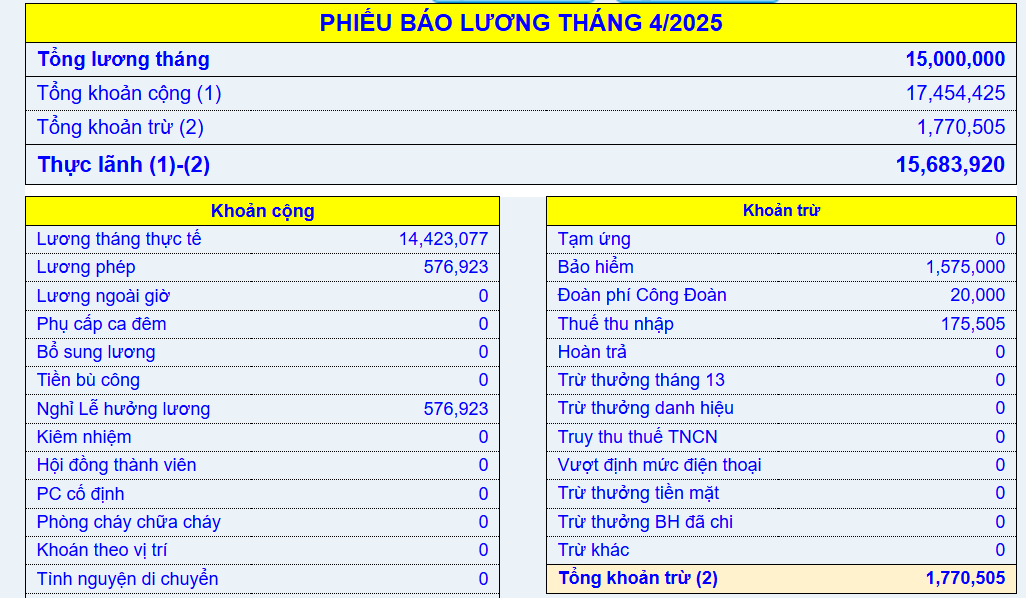 PHIẾU BÁO LƯƠNG THÁNG 4/2025
Tổng lương tháng 15,000,000
Tổng khoản cộng (1) 17,454,425
Tổng khoản trừ (2) 1,770,505
Thực lãnh (1)-(2) 15,683,920
Khoản cộng
Lương tháng thực tế 14,423,077
Lương phép 576,923
Lương ngoài giờ 0
Phụ cấp ca đêm 0
Bổ sung lương 0
Tiền bù công 0
Nghỉ Lễ hưởng lương 576,923
Kiêm nhiệm 0
Hội đồng thành viên 0
PC cố định 0
Phòng cháy chữa cháy 0
Khoán theo vị trí 0
Tình nguyện di chuyển 0
Khoản trừ
Tạm ứng 0
Bảo hiểm 1,575,000
Đoàn phí Công Đoàn 20,000
Thuế thu nhập 175,505
Hoàn trả 0
Trừ thưởng tháng 13 0
Trừ thưởng danh hiệu 0
Truy thu thuế TNCN 0
Vượt định mức điện thoại 0
Trừ thưởng tiền mặt 0
Trừ thưởng BH đã chi 0
Trừ khác 0
Tổng khoản trừ (2) 1,770,505